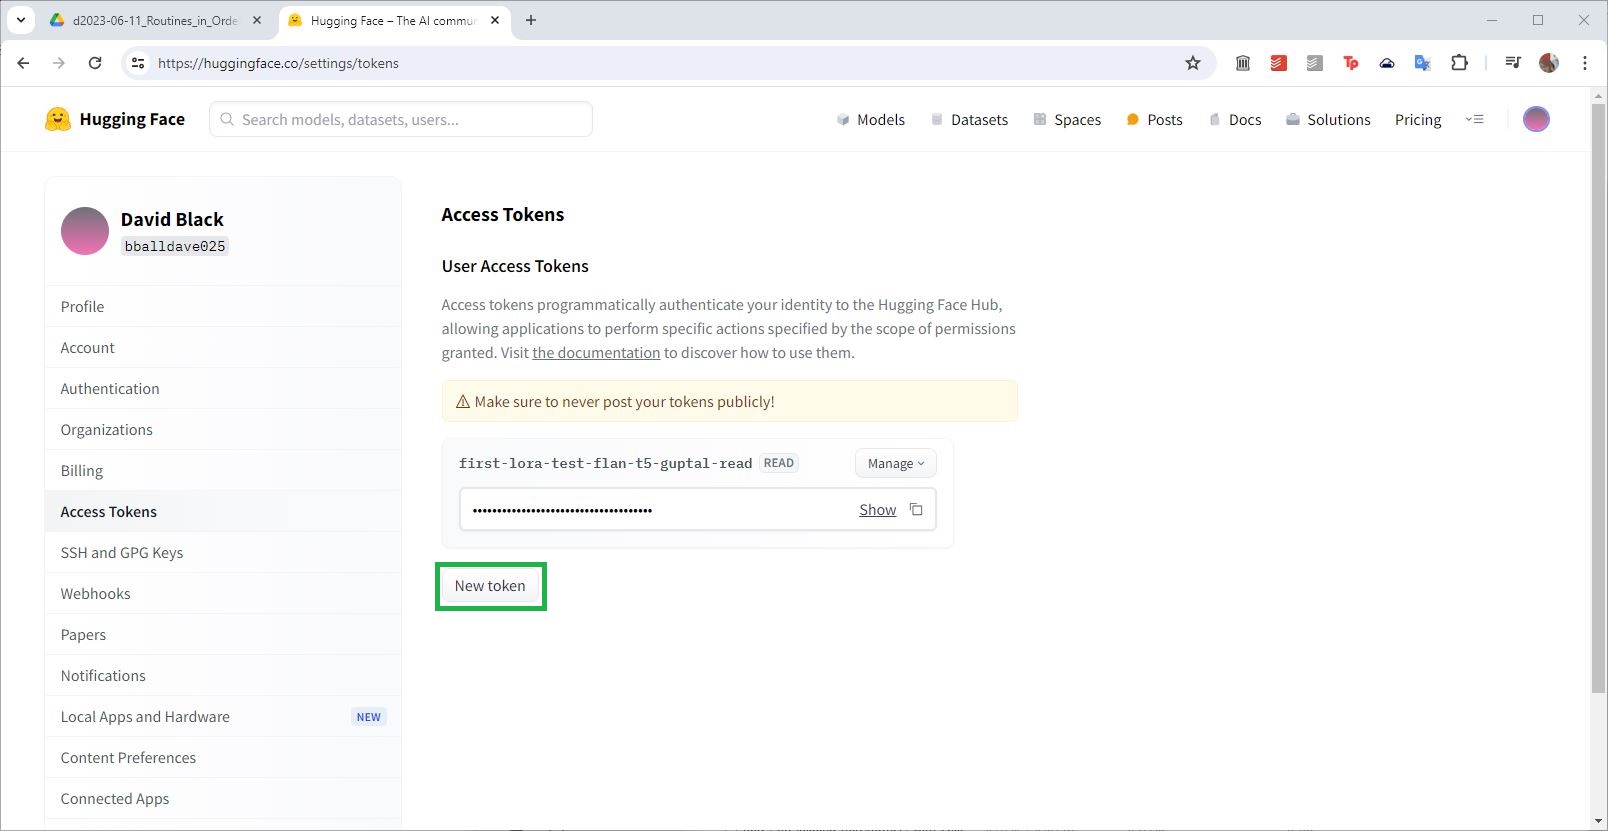 d2023-06-11_Routines_in_Orde
Hugging Face – The AI commun
https://huggingface.co/settings/tokens
Hugging Face
Search models, datasets, users...
Models
Datasets
Spaces
Posts
Docs
Solutions
Pricing
David Black
bballdave025
Profile
Account
Authentication
Organizations
Billing
Access Tokens
SSH and GPG Keys
Webhooks
Papers
Notifications
Local Apps and Hardware NEW
Content Preferences
Connected Apps
Access Tokens
User Access Tokens
Access tokens programmatically authenticate your identity to the Hugging Face Hub,
allowing applications to perform specific actions specified by the scope of permissions
granted. Visit the documentation to discover how to use them.
Make sure to never post your tokens publicly!
first-lora-test-flan-t5-guptal-read READ Manage
•••••••••••••••••••••••••••••••••••••
Show
New token